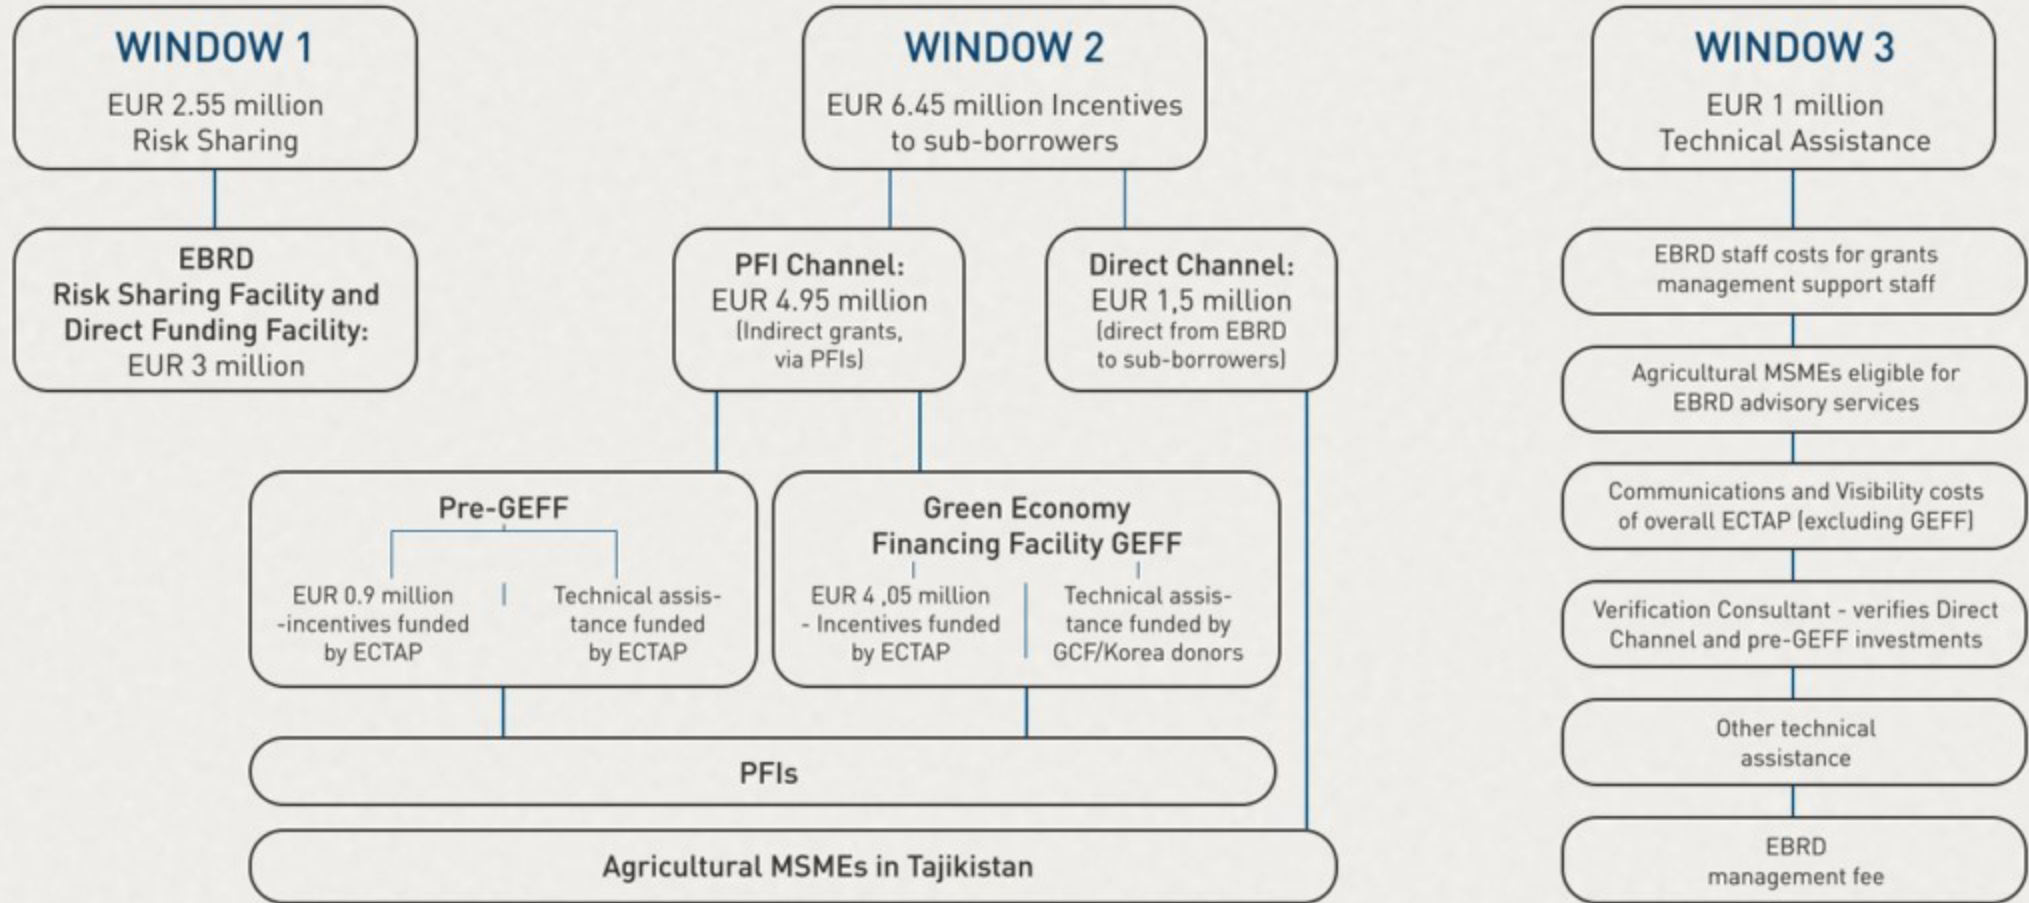 WINDOW 1
EUR 2.55 million
Risk Sharing
EBRD
Risk Sharing Facility and
Direct Funding Facility:
EUR 3 million
WINDOW 2
EUR 6.45 million Incentives
to sub-borrowers
PFI Channel:
EUR 4.95 million
(Indirect grants,
via PFIs)
Direct Channel:
EUR 1,5 million
(direct from EBRD
to sub-borrowers)
Pre-GEFF
EUR 0.9 million
-incentives funded
by ECTAP
Technical assis-
tance funded
by ECTAP
Green Economy
Financing Facility GEFF
EUR 4 ,05 million
- Incentives funded
by ECTAP
Technical assis-
tance funded by
GCF/Korea donors
PFIs
Agricultural MSMEs in Tajikistan
WINDOW 3
EUR 1 million
Technical Assistance
EBRD staff costs for grants
management support staff
Agricultural MSMEs eligible for
EBRD advisory services
Communications and Visibility costs
of overall ECTAP (excluding GEFF)
Verification Consultant - verifies Direct
Channel and pre-GEFF investments
Other technical
assistance
EBRD
management fee